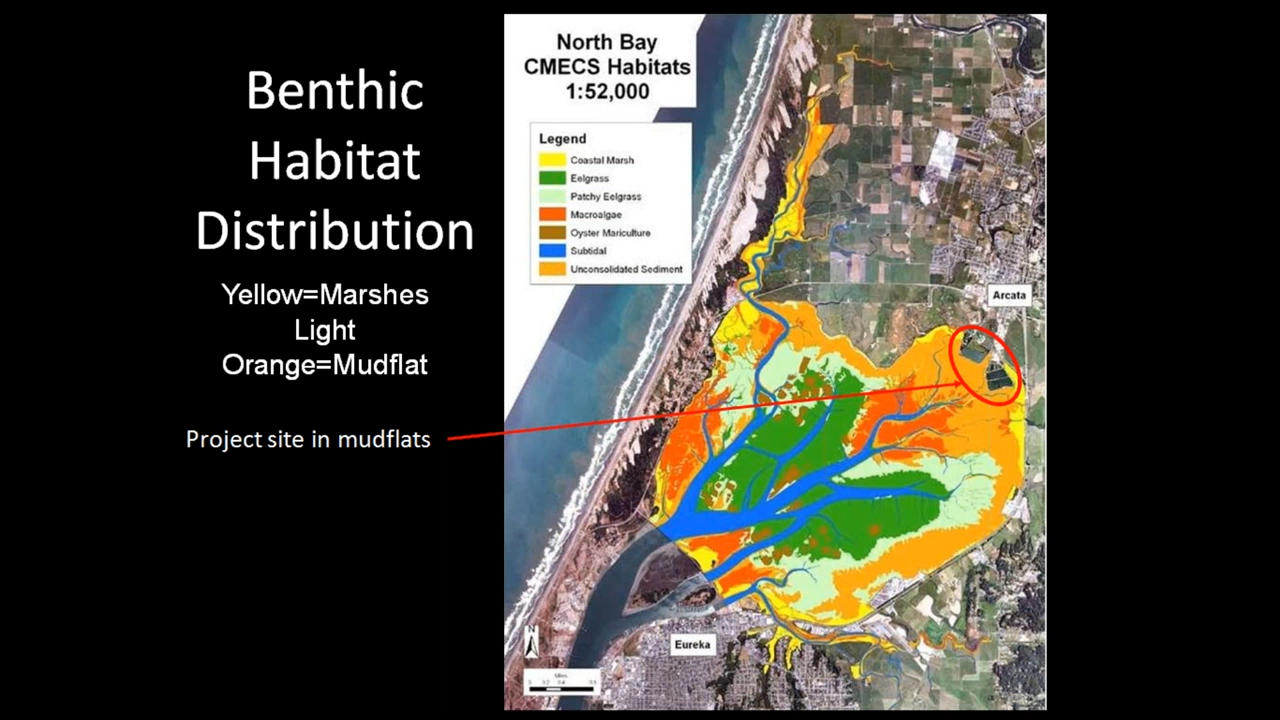 Benthic
Habitat
Distribution
Yellow=Marshes
Light
Orange=Mudflat
Project site in mudflats
North Bay
CMECS Habitats
1:52,000
Legend
Coastal Marsh
Eelgrass
Patchy Eelgrass
Macroalgae
Oyster Mariculture
Subtidal
Unconsolidated Sediment
Arcata
Eureka
N
Miles